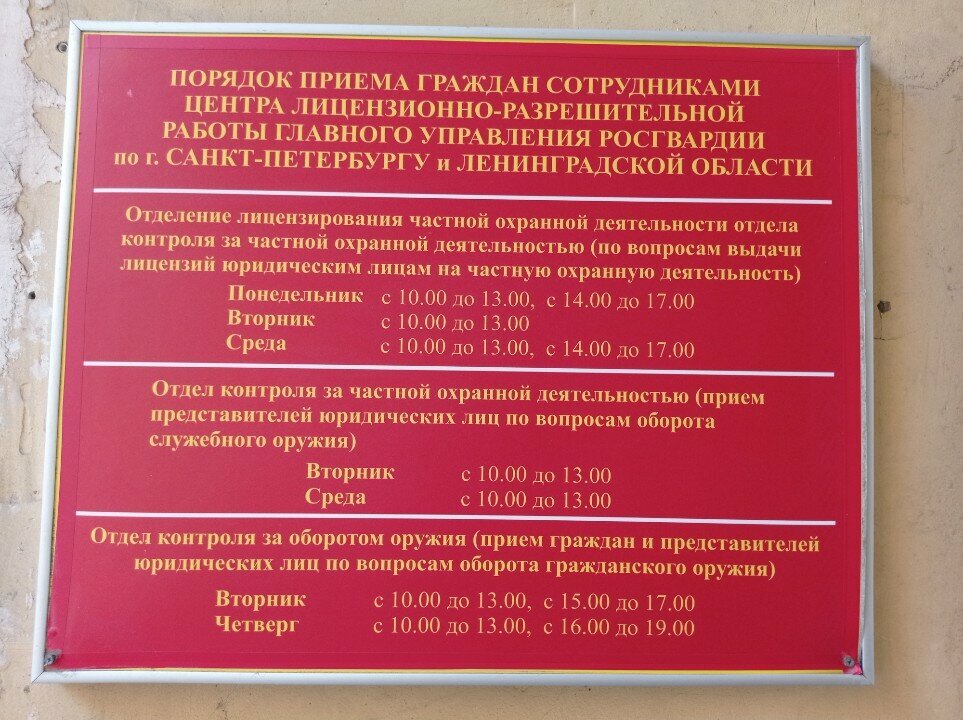 ПОРЯДОК ПРИЕМА ГРАЖДАН СОТРУДНИКАМИ
ЦЕНТРА ЛИЦЕНЗИОННО-РАЗРЕШИТЕЛЬНОЙ
РАБОТЫ ГЛАВНОГО УПРАВЛЕНИЯ РОСГВАРДИИ
по г. САНКТ-ПЕТЕРБУРГУ и ЛЕНИНГРАДСКОЙ ОБЛАСТИ
Отделение лицензирования частной охранной деятельности отдела
контроля за частной охранной деятельностью (по вопросам выдачи
лицензий юридическим лицам на частную охранную деятельность)
Понедельник с 10.00 до 13.00, с 14.00 до 17.00
Вторник с 10.00 до 13.00
Среда с 10.00 до 13.00, с 14.00 до 17.00
Отдел контроля за частной охранной деятельностью (прием
представителей юридических лиц по вопросам оборота
служебного оружия)
Вторник с 10.00 до 13.00
Среда с 10.00 до 13.00
Отдел контроля за оборотом оружия (прием граждан и представителей
юридических лиц по вопросам оборота гражданского оружия)
Вторник с 10.00 до 13.00, с 15.00 до 17.00
Четверг с 10.00 до 13.00, с 16.00 до 19.00